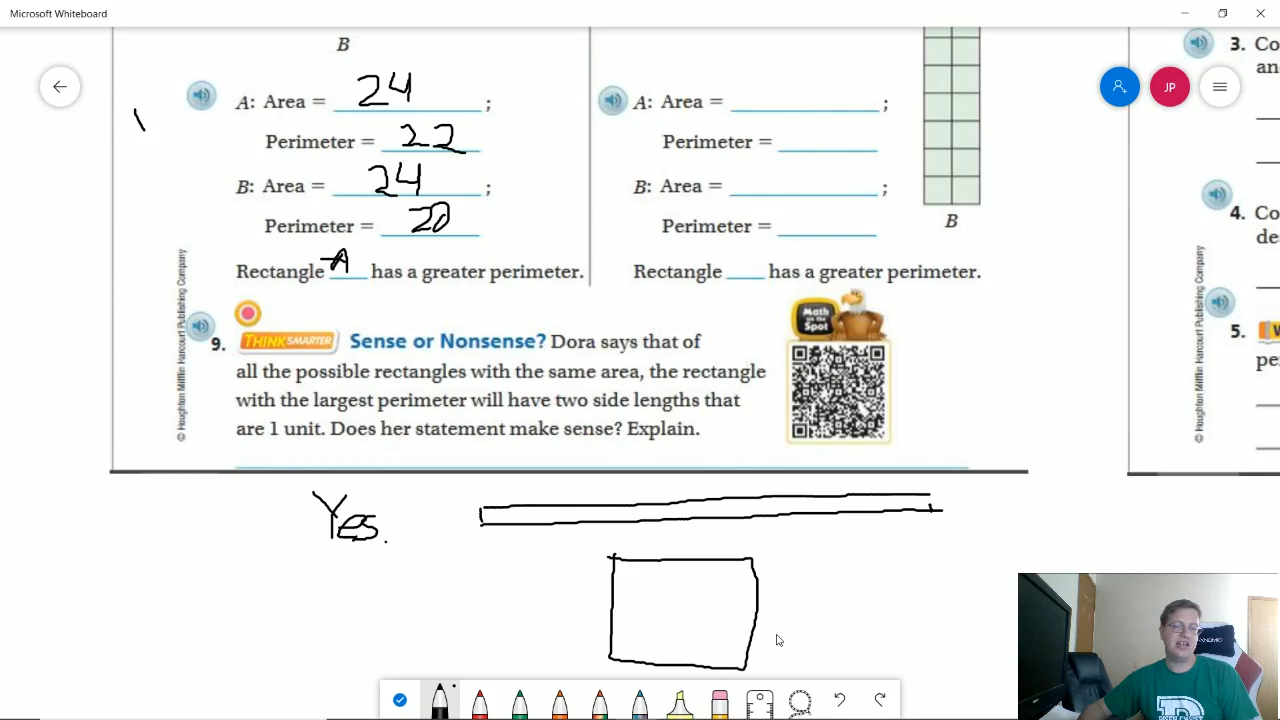 Microsoft Whiteboard
B
A: Area = 24 ;
Perimeter = 22
B: Area = 24 ;
Perimeter = 20
Rectangle A has a greater perimeter.
A: Area = ;
Perimeter =
B: Area = ;
Perimeter =
Rectangle has a greater perimeter.
B
© Houghton Mifflin Harcourt Publishing Company
9. THINK SMARTER Sense or Nonsense? Dora says that of
all the possible rectangles with the same area, the rectangle
with the largest perimeter will have two side lengths that
are 1 unit. Does her statement make sense? Explain.
Math on the Spot
Yes.
JP
3. Co
an
4. Co
de
5. W
pe
© Houghton Mifflin Harcourt Publishing Company